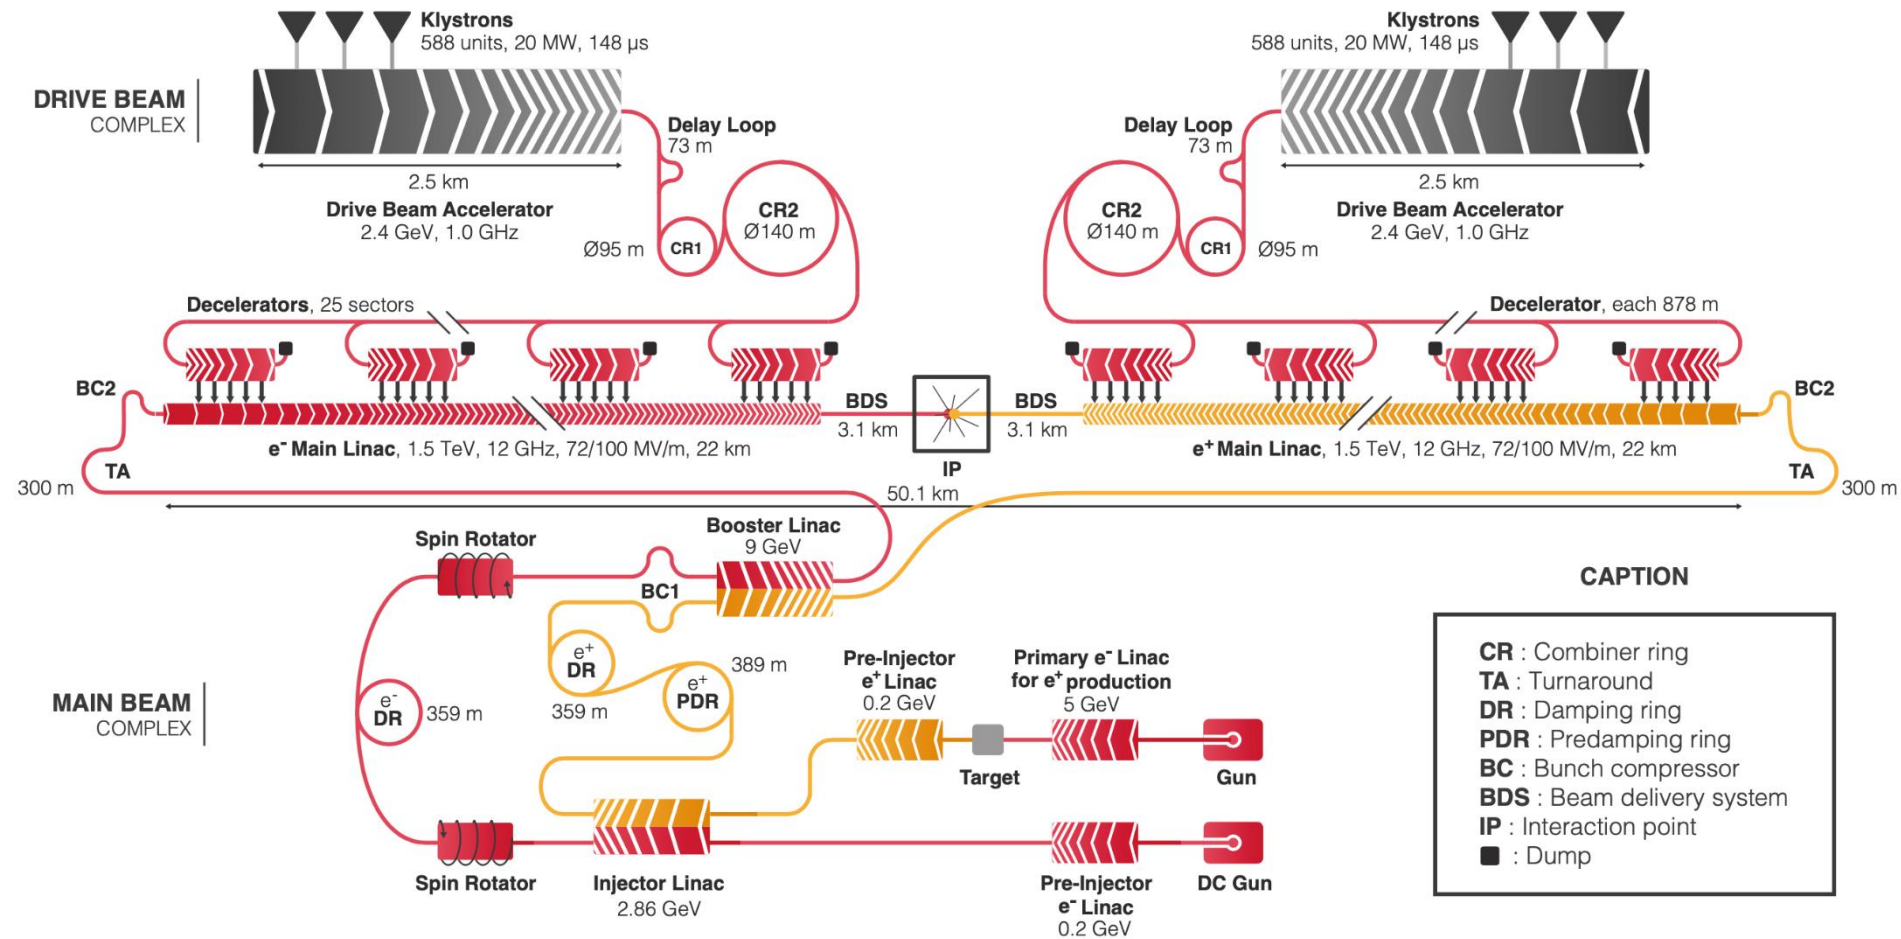 Klystrons
588 units, 20 MW, 148 µs
Klystrons
588 units, 20 MW, 148 µs
DRIVE BEAM
COMPLEX
Delay Loop
73 m
Delay Loop
73 m
2.5 km
Drive Beam Accelerator
2.4 GeV, 1.0 GHz
2.5 km
Drive Beam Accelerator
2.4 GeV, 1.0 GHz
CR2
Ø140 m
CR1
Ø95 m
CR2
Ø140 m
CR1
Ø95 m
Decelerators, 25 sectors
Decelerator, each 878 m
BC2
BDS
3.1 km
BDS
3.1 km
BC2
e⁻ Main Linac, 1.5 TeV, 12 GHz, 72/100 MV/m, 22 km
IP
e⁺ Main Linac, 1.5 TeV, 12 GHz, 72/100 MV/m, 22 km
TA
300 m
TA
300 m
50.1 km
Spin Rotator
Booster Linac
9 GeV
BC1
MAIN BEAM
COMPLEX
e⁻
DR
359 m
e⁺
DR
359 m
e⁺
PDR
389 m
Pre-Injector
e⁺ Linac
0.2 GeV
Primary e⁻ Linac
for e⁺ production
5 GeV
Target
Gun
Spin Rotator
Injector Linac
2.86 GeV
Pre-Injector
e⁻ Linac
0.2 GeV
DC Gun
CAPTION
CR : Combiner ring
TA : Turnaround
DR : Damping ring
PDR : Predamping ring
BC : Bunch compressor
BDS : Beam delivery system
IP : Interaction point
: Dump